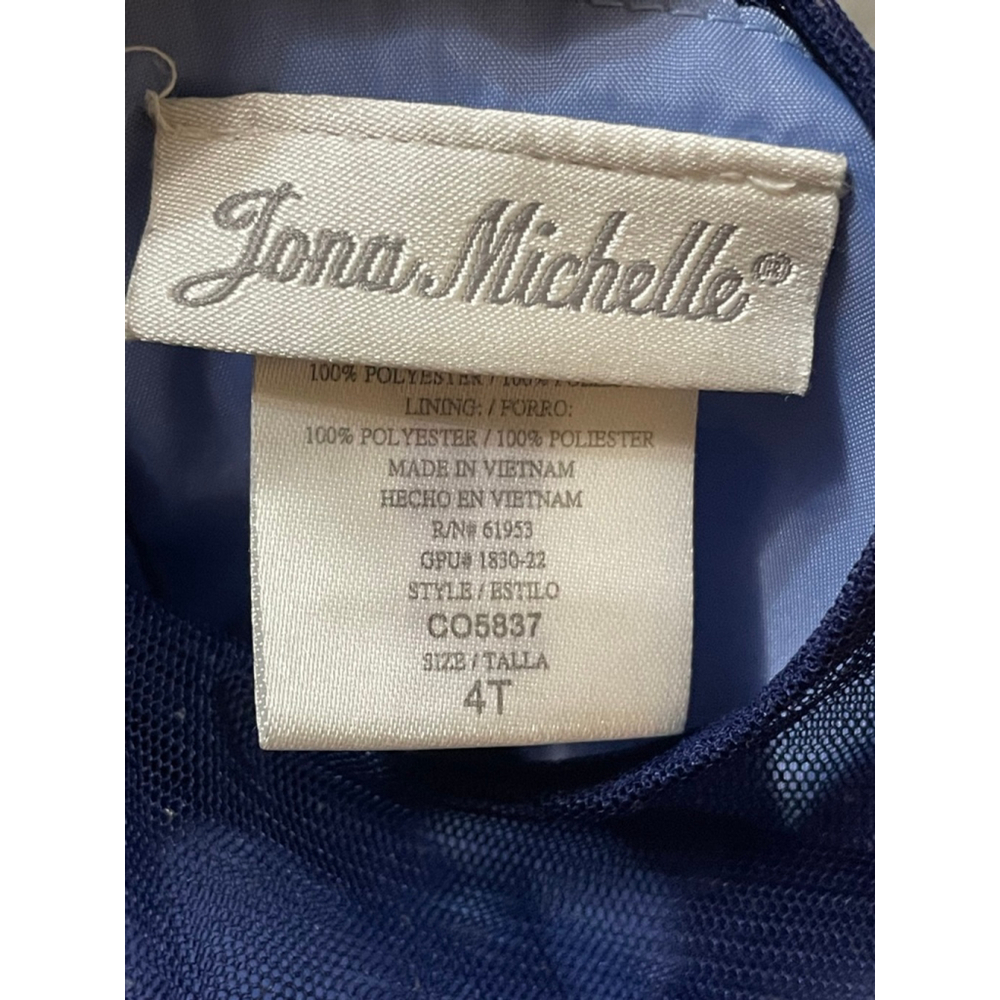 Jona Michelle®
100% POLYESTER / 100% POLIESTER
LINING: / FORRO:
100% POLYESTER / 100% POLIESTER
MADE IN VIETNAM
HECHO EN VIETNAM
R/N# 61953
GPU# 1830-22
STYLE / ESTILO
CO5837
SIZE / TALLA
4T